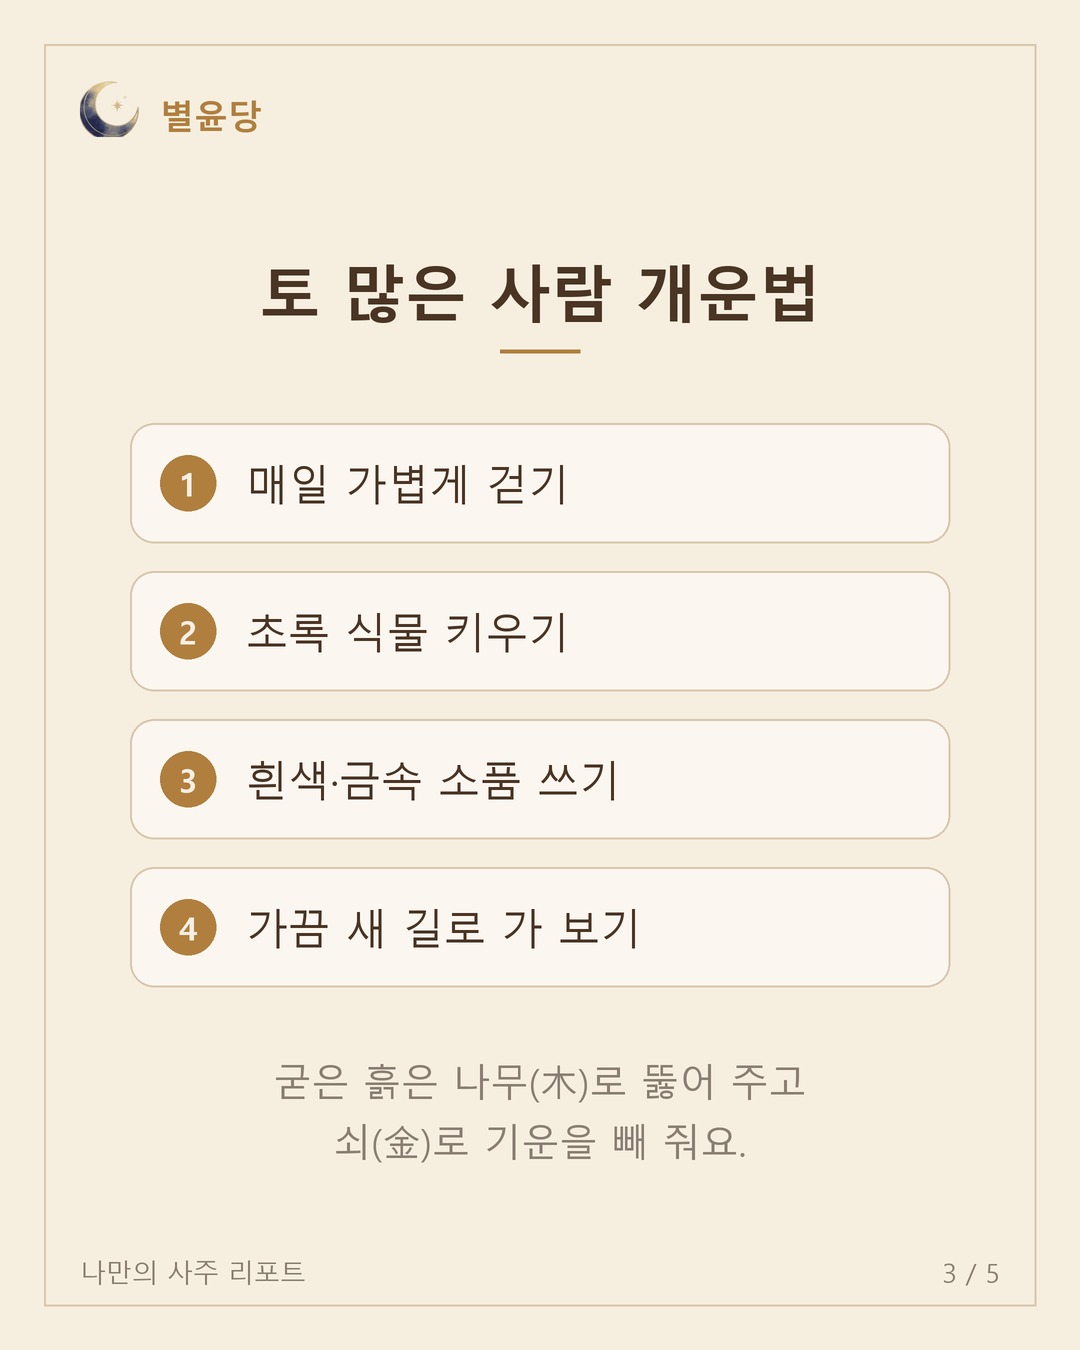 별윤당
토 많은 사람 개운법
1 매일 가볍게 걷기
2 초록 식물 키우기
3 흰색·금속 소품 쓰기
4 가끔 새 길로 가 보기
굳은 흙은 나무(木)로 뚫어 주고
쇠(金)로 기운을 빼 줘요.
나만의 사주 리포트
3 / 5